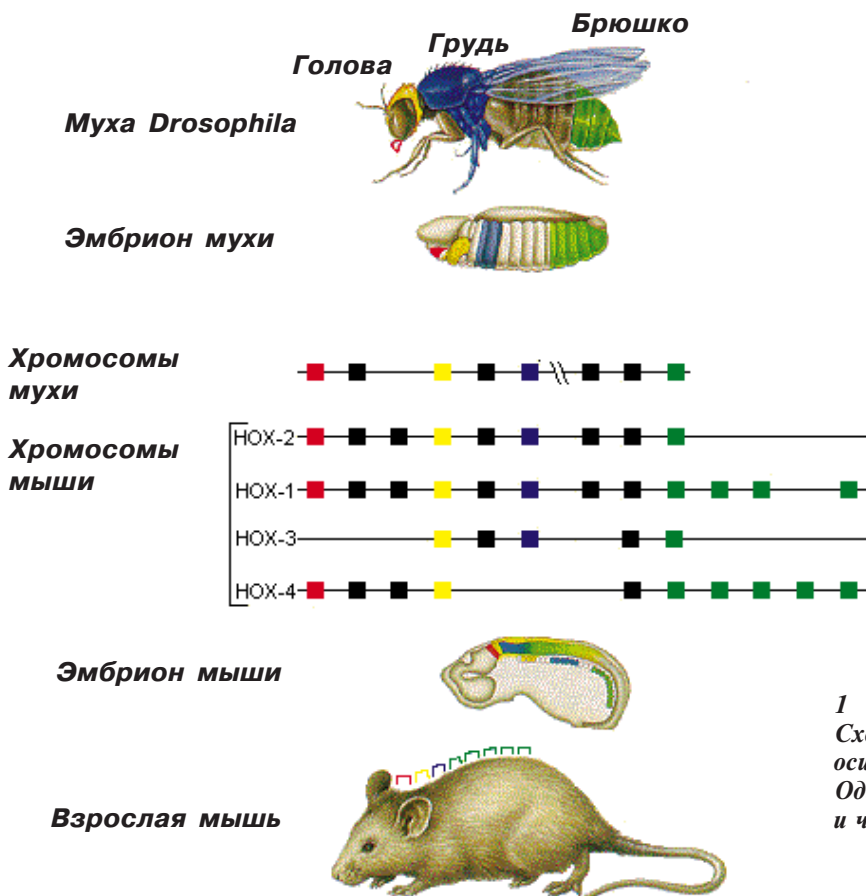 Брюшко
Грудь
Голова
Муха Drosophila
Эмбрион мухи
Хромосомы
мухи
Хромосомы
мыши
HOX-2
HOX-1
HOX-3
HOX-4
Эмбрион мыши
Взрослая мышь
1